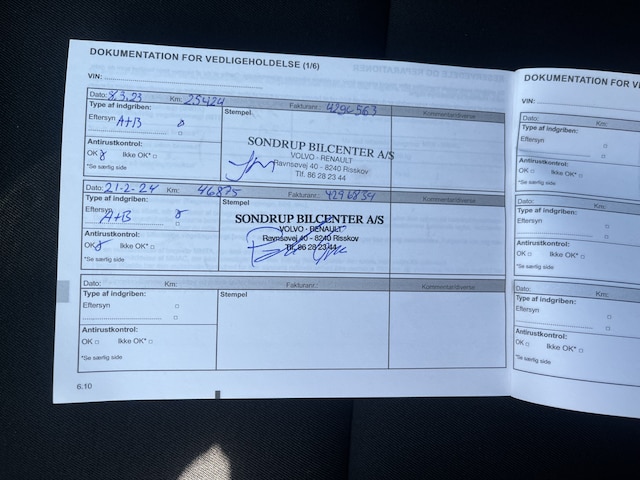 DOKUMENTATION FOR VEDLIGEHOLDELSE (1/6)
VIN:
Dato: 8.3.23 Km: 25424 Fakturanr.: 4290563 Kommentar/diverse
Type af indgriben:
Stempel
Eftersyn A+B
Antirustkontrol:
OK Ikke OK*
*Se særlig side
SONDRUP BILCENTER A/S
VOLVO - RENAULT
Ravnsøvej 40 - 8240 Risskov
Tlf. 86 28 23 44
Dato: 21-2-24 Km: 46875 Fakturanr.: 4296834 Kommentar/diverse
Type af indgriben:
Stempel
Eftersyn A+B
Antirustkontrol:
OK Ikke OK*
*Se særlig side
SONDRUP BILCENTER A/S
VOLVO - RENAULT
Ravnsøvej 40 - 8240 Risskov
Tlf. 86 28 23 44
Dato: Km: Fakturanr.: Kommentar/diverse
Type af indgriben:
Stempel
Eftersyn
Antirustkontrol:
OK Ikke OK*
*Se særlig side
6.10
DOKUMENTATION FOR VE
VIN:
Dato: Km:
Type af indgriben:
Eftersyn
Antirustkontrol:
OK Ikke OK*
*Se særlig side
Dato: Km:
Type af indgriben:
Eftersyn
Antirustkontrol:
OK Ikke OK*
*Se særlig side
Dato: Km:
Type af indgriben:
Eftersyn
Antirustkontrol:
OK Ikke OK*
*Se særlig side